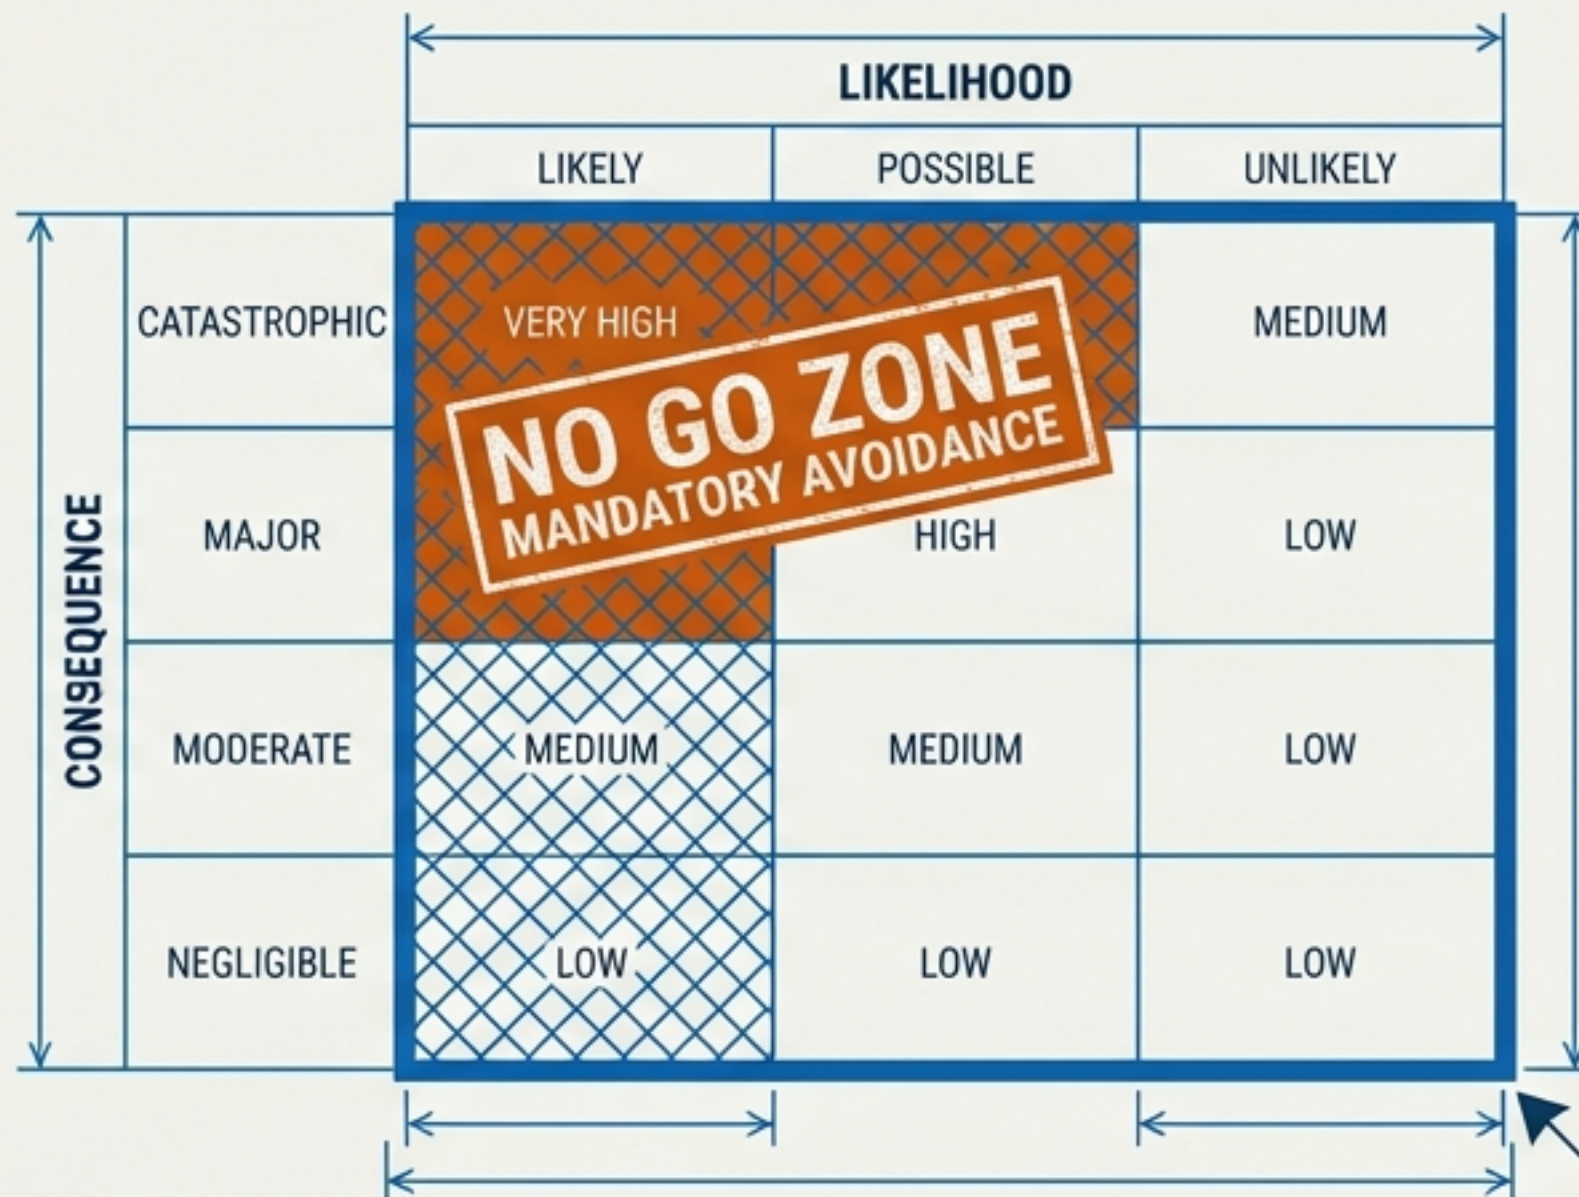 LIKELIHOOD
LIKELY POSSIBLE UNLIKELY
CONSEQUENCE
CATASTROPHIC VERY HIGH MEDIUM
NO GO ZONE
MANDATORY AVOIDANCE
MAJOR HIGH LOW
MODERATE MEDIUM MEDIUM LOW
NEGLIGIBLE LOW LOW LOW